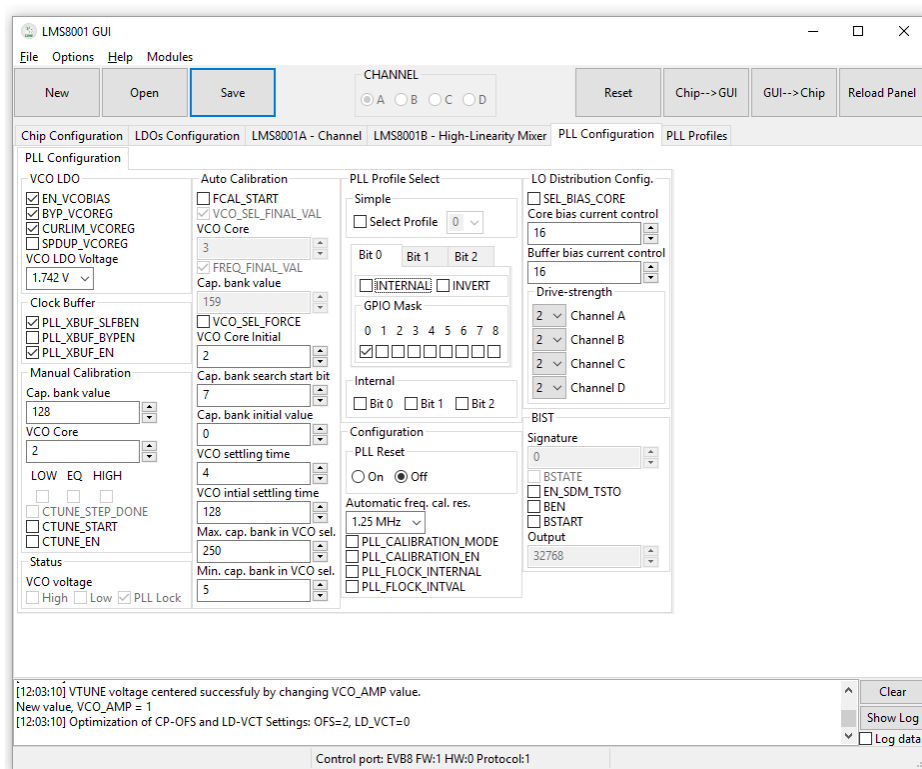 LMS8001 GUI
File Options Help Modules
New Open Save
CHANNEL
A B C D
Reset Chip-->GUI GUI-->Chip Reload Panel
Chip Configuration LDOs Configuration LMS8001A - Channel LMS8001B - High-Linearity Mixer PLL Configuration PLL Profiles
PLL Configuration
VCO LDO
EN_VCOBIAS
BYP_VCOREG
CURLIM_VCOREG
SPDUP_VCOREG
VCO LDO Voltage
1.742 V
Clock Buffer
PLL_XBUF_SLFBEN
PLL_XBUF_BYPEN
PLL_XBUF_EN
Manual Calibration
Cap. bank value
128
VCO Core
2
LOW EQ HIGH
CTUNE_STEP_DONE
CTUNE_START
CTUNE_EN
Status
VCO voltage
High Low PLL Lock
Auto Calibration
FCAL_START
VCO_SEL_FINAL_VAL
VCO Core
3
FREQ_FINAL_VAL
Cap. bank value
159
VCO_SEL_FORCE
VCO Core Initial
2
Cap. bank search start bit
7
Cap. bank initial value
0
VCO settling time
4
VCO intial settling time
128
Max. cap. bank in VCO sel.
250
Min. cap. bank in VCO sel.
5
PLL Profile Select
Simple
Select Profile 0
Bit 0 Bit 1 Bit 2
INTERNAL INVERT
GPIO Mask
0 1 2 3 4 5 6 7 8
Internal
Bit 0 Bit 1 Bit 2
Configuration
PLL Reset
On Off
Automatic freq. cal. res.
1.25 MHz
PLL_CALIBRATION_MODE
PLL_CALIBRATION_EN
PLL_FLOCK_INTERNAL
PLL_FLOCK_INTVAL
LO Distribution Config.
SEL_BIAS_CORE
Core bias current control
16
Buffer bias current control
16
Drive-strength
2 Channel A
2 Channel B
2 Channel C
2 Channel D
BIST
Signature
0
BSTATE
EN_SDM_TSTO
BEN
BSTART
Output
32768
[12:03:10] VTUNE voltage centered successfuly by changing VCO_AMP value.
New value, VCO_AMP = 1
[12:03:10] Optimization of CP-OFS and LD-VCT Settings: OFS=2, LD_VCT=0
Clear
Show Log
Log data
Control port: EVB8 FW:1 HW:0 Protocol:1